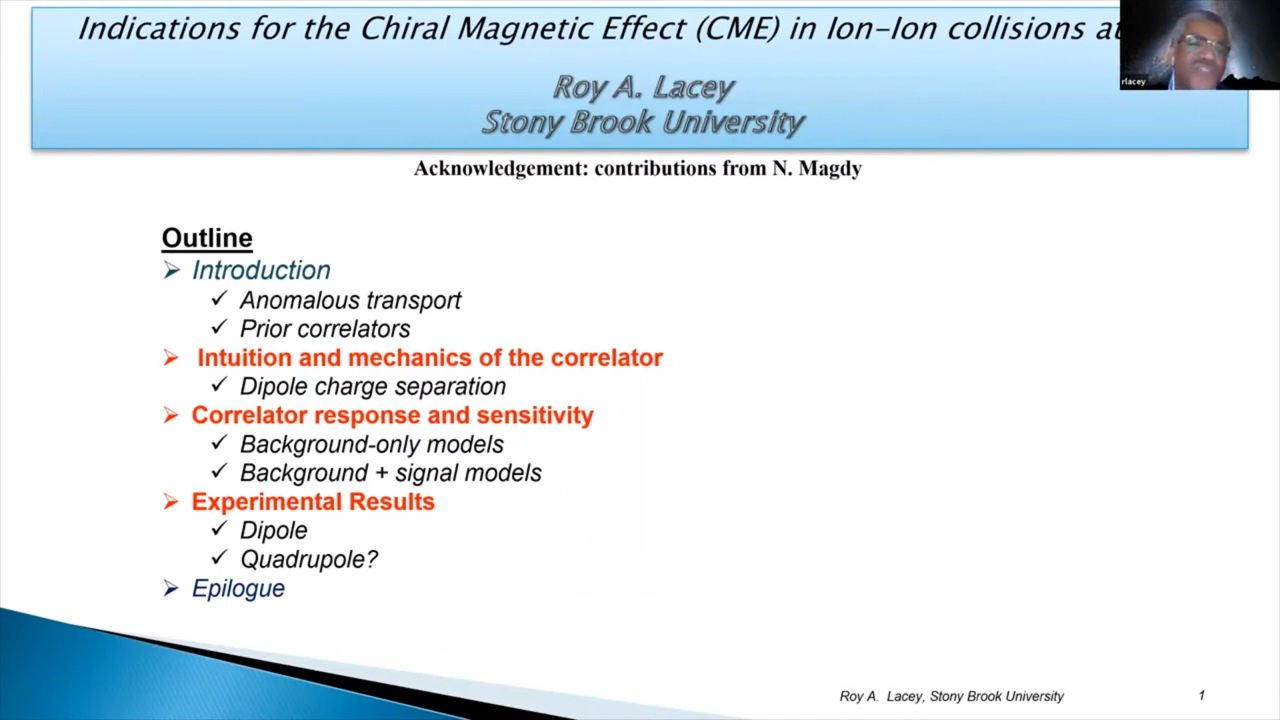 Indications for the Chiral Magnetic Effect (CME) in Ion-Ion collisions at
rlacey
Roy A. Lacey
Stony Brook University
Acknowledgement: contributions from N. Magdy
Outline
➢ Introduction
✓ Anomalous transport
✓ Prior correlators
➢ Intuition and mechanics of the correlator
✓ Dipole charge separation
➢ Correlator response and sensitivity
✓ Background-only models
✓ Background + signal models
➢ Experimental Results
✓ Dipole
✓ Quadrupole?
➢ Epilogue
Roy A. Lacey, Stony Brook University 1